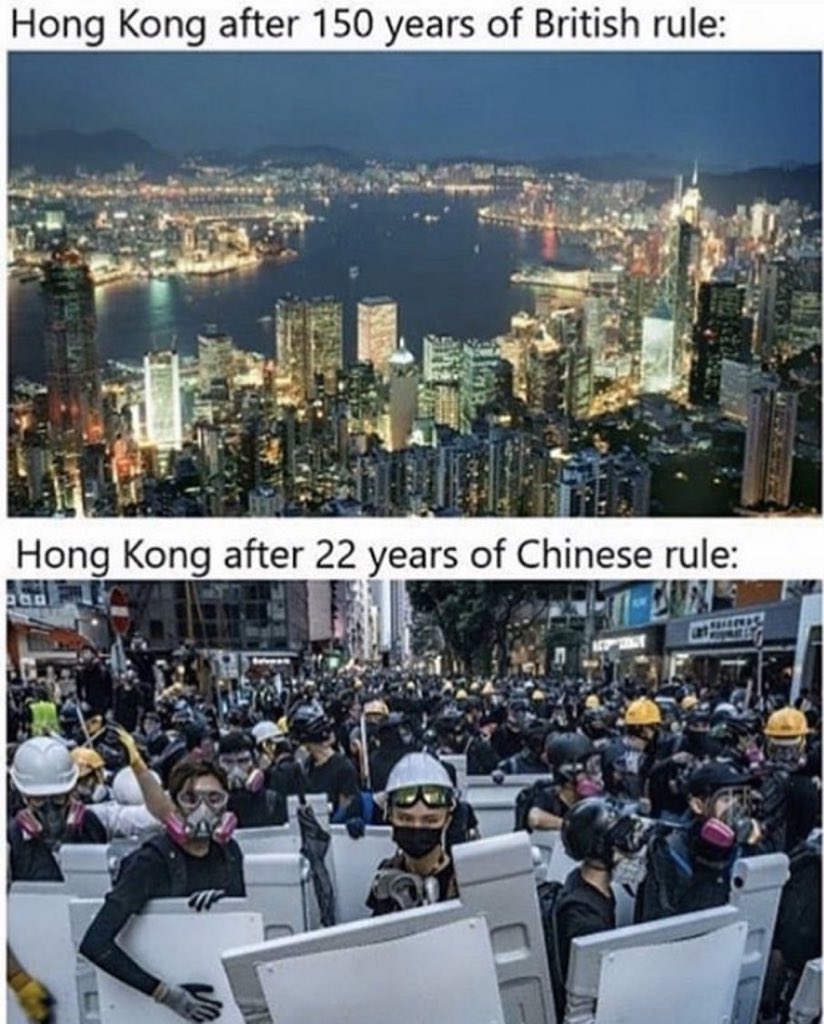 Hong Kong after 150 years of British rule:
Hong Kong after 22 years of Chinese rule: